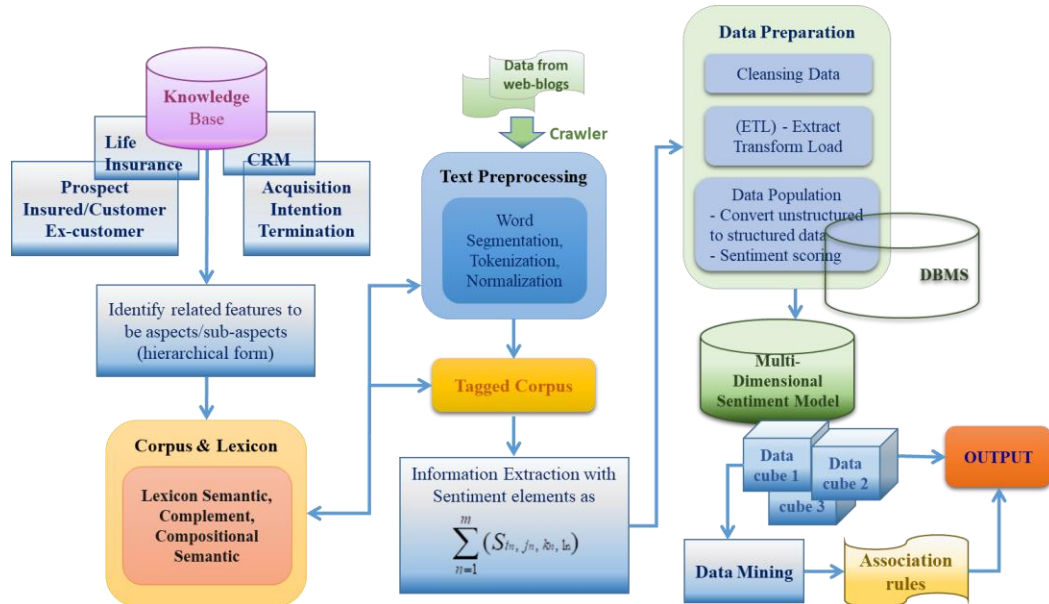 Knowledge
Base
Life
Insurance
CRM
Prospect
Insured/Customer
Ex-customer
Acquisition
Intention
Termination
Identify related features to
be aspects/sub-aspects
(hierarchical form)
Corpus & Lexicon
Lexicon Semantic,
Complement,
Compositional
Semantic
Data from
web-blogs
Crawler
Text Preprocessing
Word
Segmentation,
Tokenization,
Normalization
Tagged Corpus
Information Extraction with
Sentiment elements as
m
∑ (S i_n, j_n, k_n, l_n)
n=1
Data Preparation
Cleansing Data
(ETL) - Extract
Transform Load
Data Population
- Convert unstructured
to structured data
- Sentiment scoring
DBMS
Multi-
Dimensional
Sentiment Model
Data
cube 1
Data
cube 2
cube 3
OUTPUT
Data Mining
Association
rules